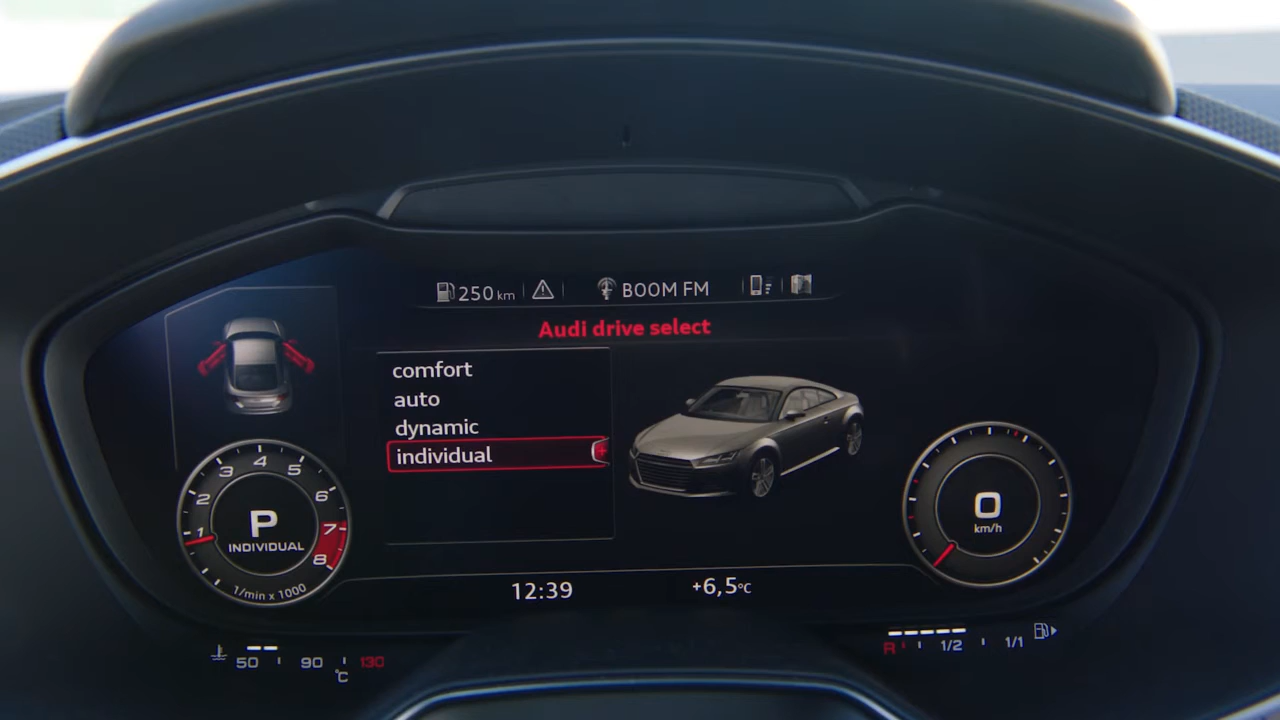 250 km
BOOM FM
Audi drive select
comfort
auto
dynamic
individual
1 2 3 4 5 6 7 8
P
INDIVIDUAL
1/min x 1000
0
km/h
12:39
+6,5°C
50 90 130
°C
R 1/2 1/1